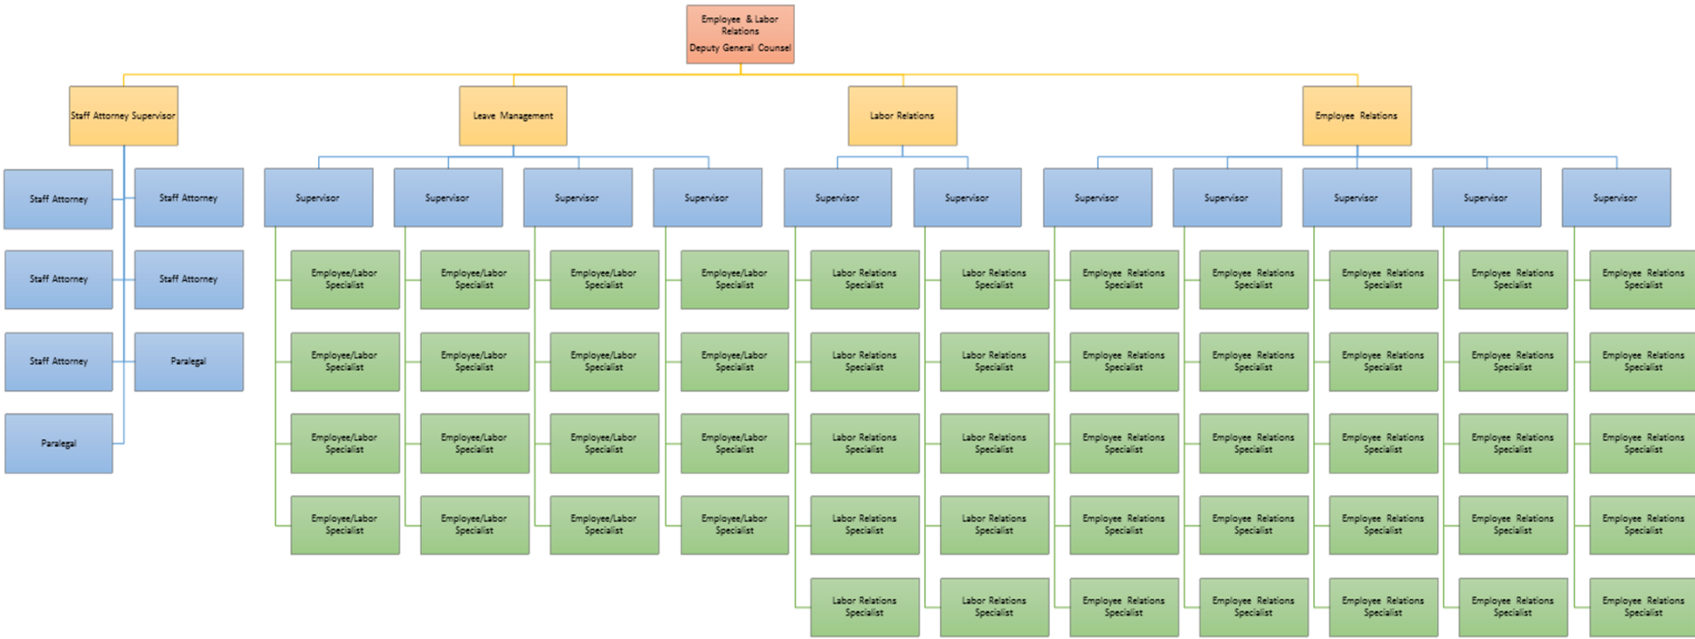 Employee & Labor
Relations
Deputy General Counsel
Staff Attorney Supervisor
Leave Management
Labor Relations
Employee Relations
Staff Attorney
Staff Attorney
Supervisor
Supervisor
Supervisor
Supervisor
Supervisor
Supervisor
Supervisor
Supervisor
Supervisor
Supervisor
Supervisor
Staff Attorney
Staff Attorney
Employee/Labor
Specialist
Employee/Labor
Specialist
Employee/Labor
Specialist
Employee/Labor
Specialist
Labor Relations
Specialist
Labor Relations
Specialist
Employee Relations
Specialist
Employee Relations
Specialist
Employee Relations
Specialist
Employee Relations
Specialist
Employee Relations
Specialist
Staff Attorney
Paralegal
Employee/Labor
Specialist
Employee/Labor
Specialist
Employee/Labor
Specialist
Employee/Labor
Specialist
Labor Relations
Specialist
Labor Relations
Specialist
Employee Relations
Specialist
Employee Relations
Specialist
Employee Relations
Specialist
Employee Relations
Specialist
Employee Relations
Specialist
Paralegal
Employee/Labor
Specialist
Employee/Labor
Specialist
Employee/Labor
Specialist
Employee/Labor
Specialist
Labor Relations
Specialist
Labor Relations
Specialist
Employee Relations
Specialist
Employee Relations
Specialist
Employee Relations
Specialist
Employee Relations
Specialist
Employee Relations
Specialist
Employee/Labor
Specialist
Employee/Labor
Specialist
Employee/Labor
Specialist
Employee/Labor
Specialist
Labor Relations
Specialist
Labor Relations
Specialist
Employee Relations
Specialist
Employee Relations
Specialist
Employee Relations
Specialist
Employee Relations
Specialist
Employee Relations
Specialist
Labor Relations
Specialist
Labor Relations
Specialist
Employee Relations
Specialist
Employee Relations
Specialist
Employee Relations
Specialist
Employee Relations
Specialist
Employee Relations
Specialist